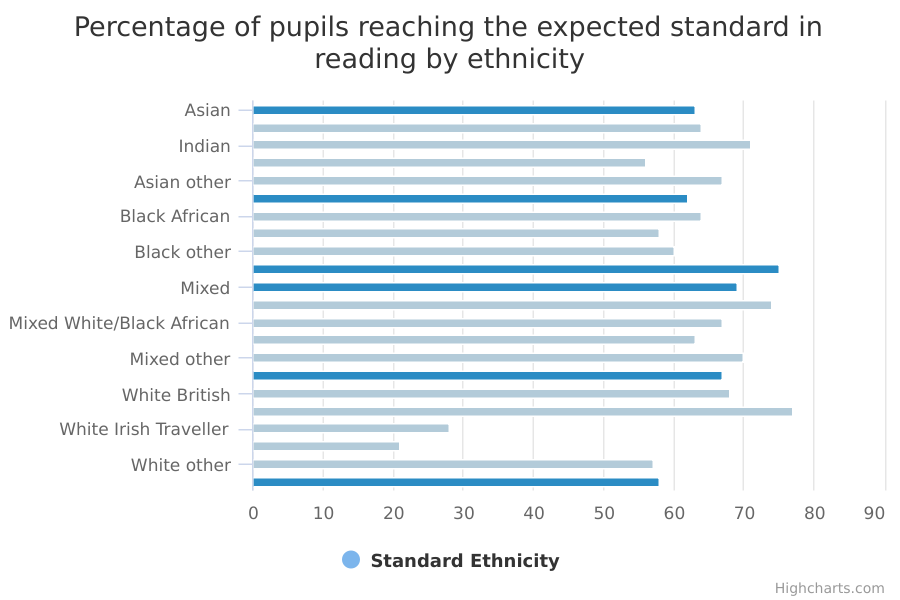 Percentage of pupils reaching the expected standard in
reading by ethnicity
Asian
Indian
Asian other
Black African
Black other
Mixed
Mixed White/Black African
Mixed other
White British
White Irish Traveller
White other
0 10 20 30 40 50 60 70 80 90
Standard Ethnicity
Highcharts.com